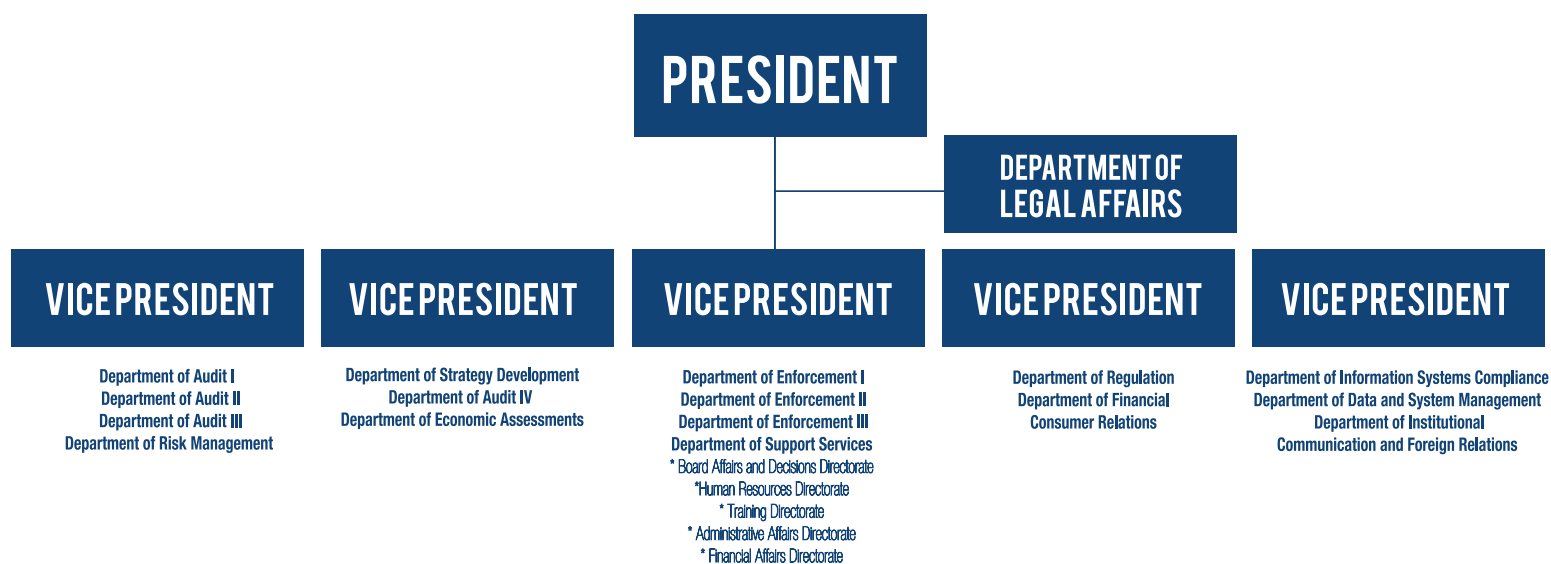 PRESIDENT
DEPARTMENT OF
LEGAL AFFAIRS
VICE PRESIDENT
Department of Audit I
Department of Audit II
Department of Audit III
Department of Risk Management
VICE PRESIDENT
Department of Strategy Development
Department of Audit IV
Department of Economic Assessments
VICE PRESIDENT
Department of Enforcement I
Department of Enforcement II
Department of Enforcement III
Department of Support Services
* Board Affairs and Decisions Directorate
*Human Resources Directorate
* Training Directorate
* Administrative Affairs Directorate
* Financial Affairs Directorate
VICE PRESIDENT
Department of Regulation
Department of Financial
Consumer Relations
VICE PRESIDENT
Department of Information Systems Compliance
Department of Data and System Management
Department of Institutional
Communication and Foreign Relations